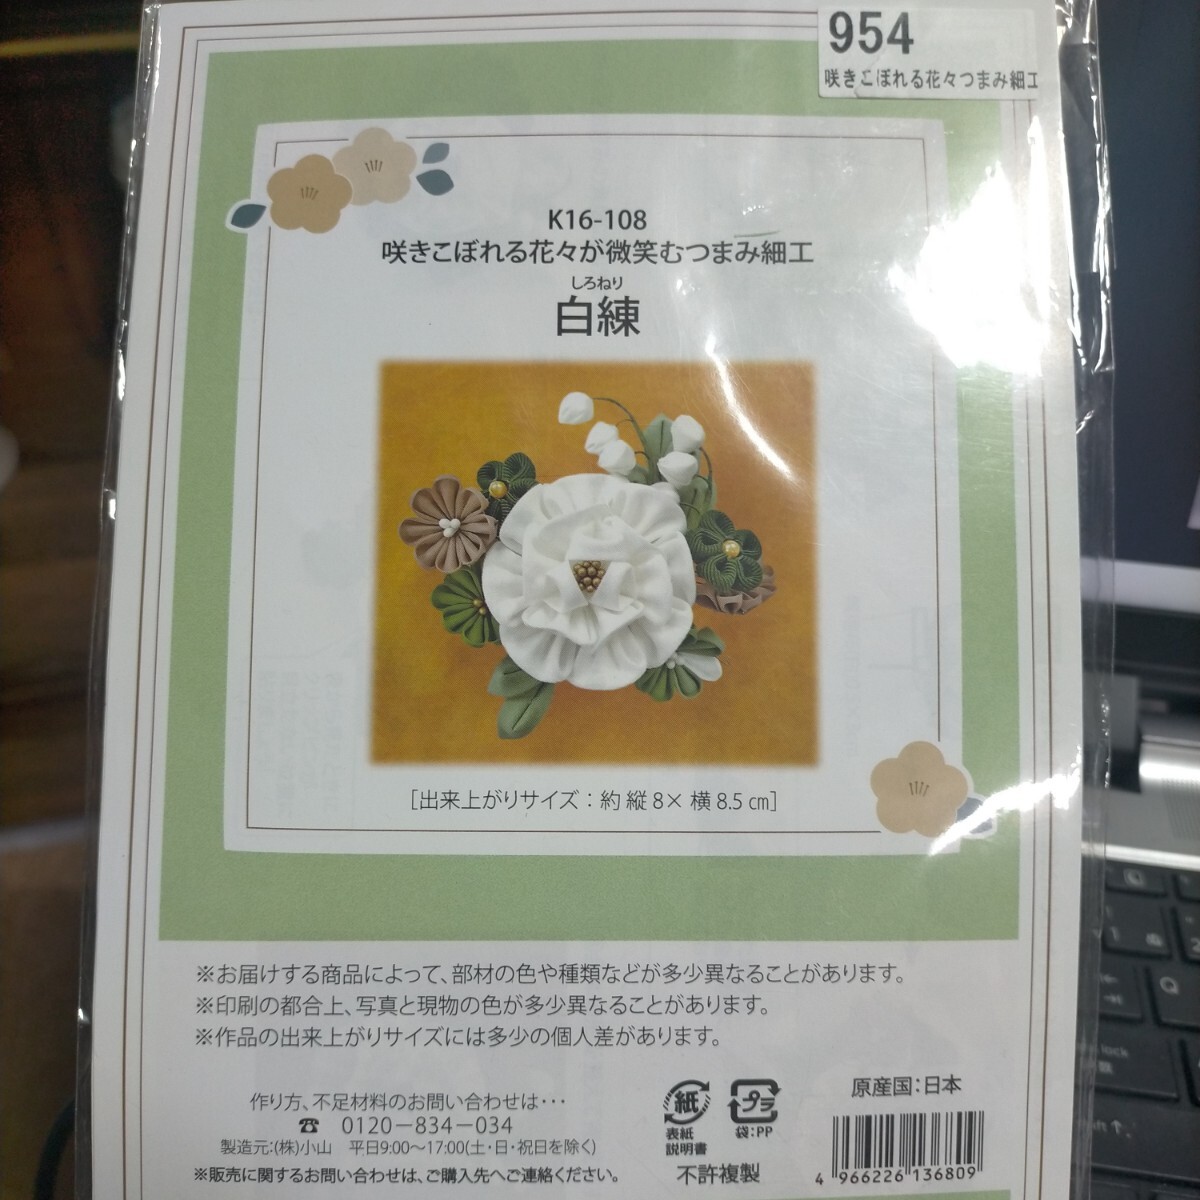 954
咲きこぼれる花々つまみ細工
K16-108
咲きこぼれる花々が微笑むつまみ細工
しろねり
白練
［出来上がりサイズ：約 縦 8× 横 8.5 ㎝］
※お届けする商品によって、部材の色や種類などが多少異なることがあります。
※印刷の都合上、写真と現物の色が多少異なることがあります。
※作品の出来上がりサイズには多少の個人差があります。
作り方、不足材料のお問い合わせは・・・
☎ 0120－834－034
製造元:(株)小山　平日9:00〜17:00(土・日・祝日を除く)
※販売に関するお問い合わせは、ご購入先へご連絡ください。
紙
表紙
説明書
プラ
袋：PP
不許複製
原産国：日本
4 966226 136809